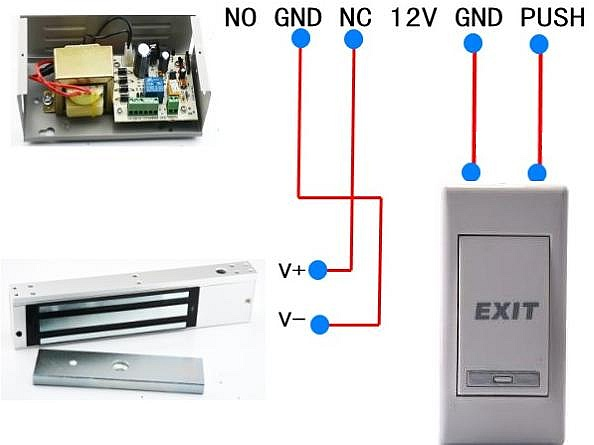 NO GND NC 12V GND PUSH
V+
V-
EXIT